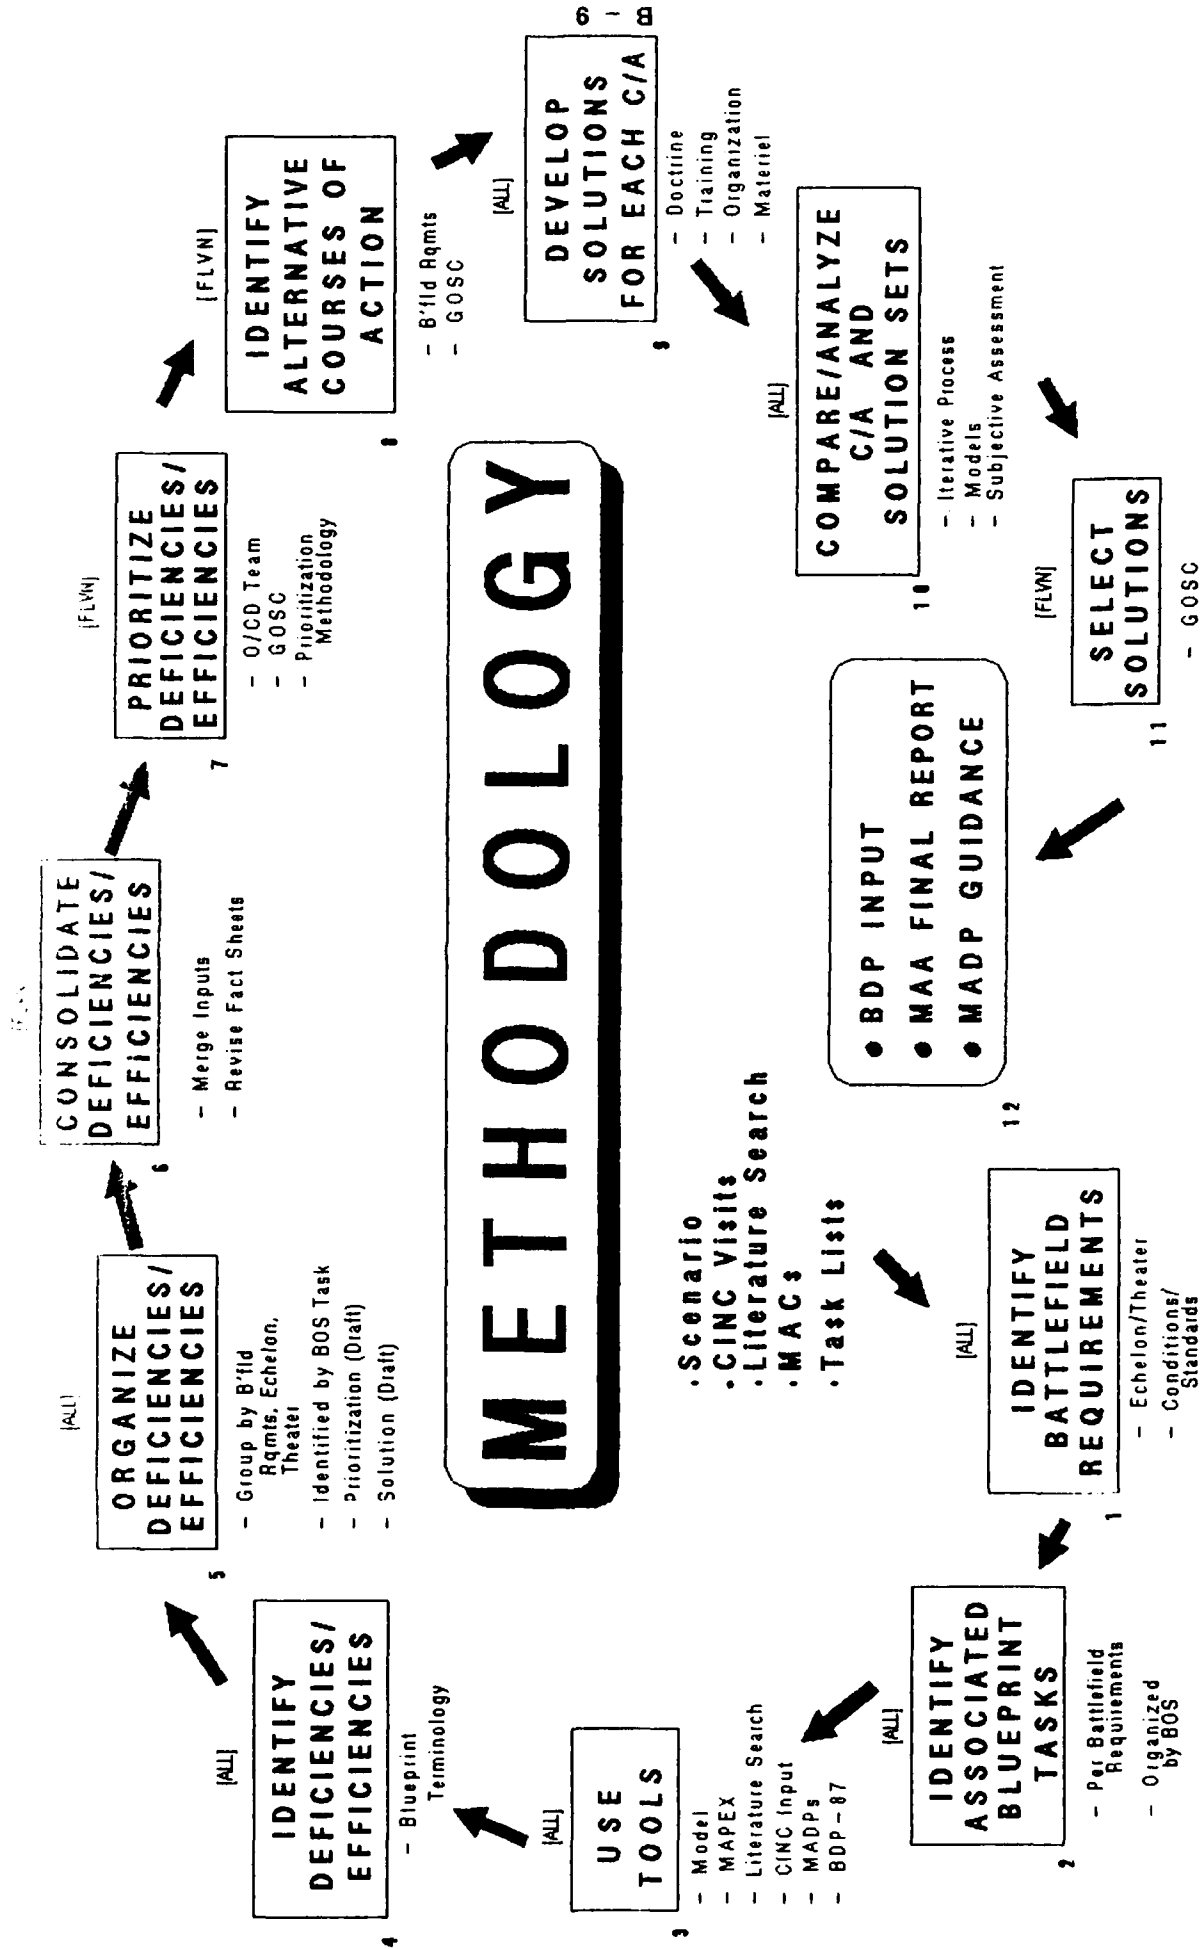 METHODOLOGY
• Scenario
• CINC Visits
• Literature Search
• MACs
• Task Lists
[ALL]
IDENTIFY
BATTLEFIELD
REQUIREMENTS
1
- Echelon/Theater
- Conditions/
Standards
[ALL]
IDENTIFY
ASSOCIATED
BLUEPRINT
TASKS
2
- Per Battlefield
Requirements
- Organized
by BOS
[ALL]
USE
TOOLS
3
- Model
- MAPEX
- Literature Search
- CINC Input
- MADPs
- BDP-87
[ALL]
IDENTIFY
DEFICIENCIES/
EFFICIENCIES
4
- Blueprint
Terminology
[ALL]
ORGANIZE
DEFICIENCIES/
EFFICIENCIES
5
- Group by B'fld
Rqmts, Echelon,
Theater
- Identified by BOS Task
- Prioritization (Draft)
- Solution (Draft)
CONSOLIDATE
DEFICIENCIES/
EFFICIENCIES
6
- Merge Inputs
- Revise Fact Sheets
[FLVN]
PRIORITIZE
DEFICIENCIES/
EFFICIENCIES
7
- O/CD Team
- GOSC
- Prioritization
Methodology
[FLVN]
IDENTIFY
ALTERNATIVE
COURSES OF
ACTION
8
- B'fld Rqmts
- GOSC
[ALL]
DEVELOP
SOLUTIONS
FOR EACH C/A
9
- Doctrine
- Training
- Organization
- Materiel
[ALL]
COMPARE/ANALYZE
C/A AND
SOLUTION SETS
10
- Iterative Process
- Models
- Subjective Assessment
[FLVN]
SELECT
SOLUTIONS
11
- GOSC
• BDP INPUT
• MAA FINAL REPORT
• MADP GUIDANCE
12
B-9